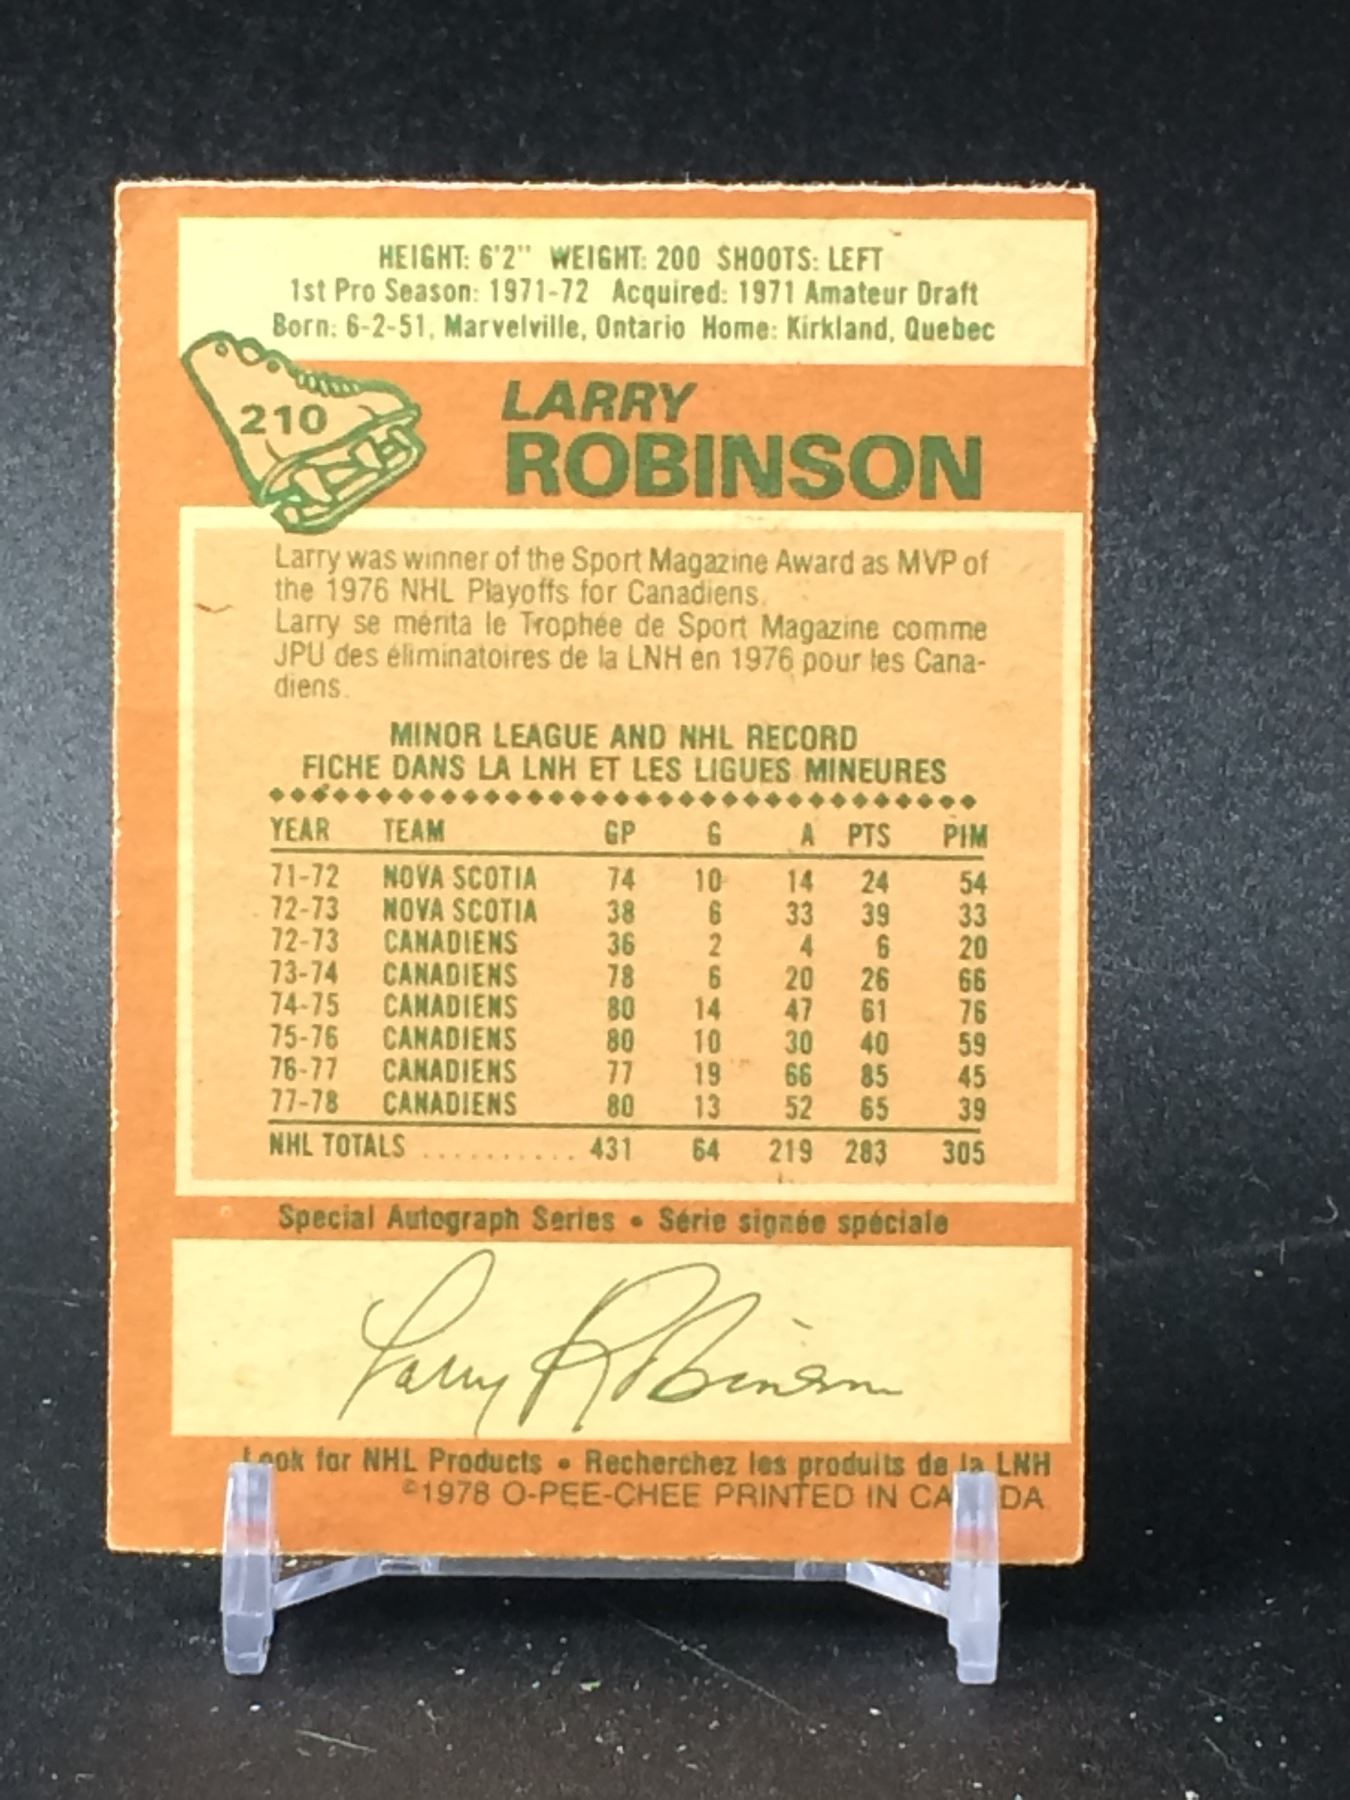 HEIGHT: 6'2" WEIGHT: 200 SHOOTS: LEFT
1st Pro Season: 1971-72 Acquired: 1971 Amateur Draft
Born: 6-2-51, Marvelville, Ontario Home: Kirkland, Quebec
210
LARRY
ROBINSON
Larry was winner of the Sport Magazine Award as MVP of
the 1976 NHL Playoffs for Canadiens.
Larry se mérita le Trophée de Sport Magazine comme
JPU des éliminatoires de la LNH en 1976 pour les Cana-
diens.
MINOR LEAGUE AND NHL RECORD
FICHE DANS LA LNH ET LES LIGUES MINEURES
YEAR TEAM GP G A PTS PIM
71-72 NOVA SCOTIA 74 10 14 24 54
72-73 NOVA SCOTIA 38 6 33 39 33
72-73 CANADIENS 36 2 4 6 20
73-74 CANADIENS 78 6 20 26 66
74-75 CANADIENS 80 14 47 61 76
75-76 CANADIENS 80 10 30 40 59
76-77 CANADIENS 77 19 66 85 45
77-78 CANADIENS 80 13 52 65 39
NHL TOTALS .......... 431 64 219 283 305
Special Autograph Series • Série signée spéciale
Larry Robinson
Look for NHL Products • Recherchez les produits de la LNH
©1978 O-PEE-CHEE PRINTED IN CANADA